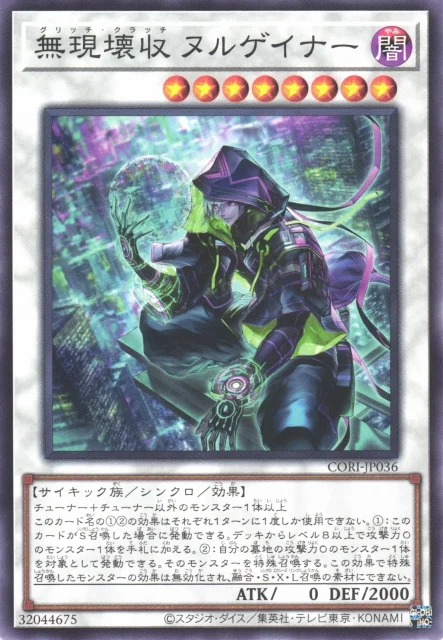 グリッチ・クラッチ
無現壊収 ヌルゲイナー
やみ
闇
CORI-JP036
【サイキック族／シンクロ／効果】
チューナー＋チューナー以外のモンスター1体以上
このカード名の①②の効果はそれぞれ1ターンに1度しか使用できない。①：この
カードがS召喚した場合に発動できる。デッキからレベル8以上で攻撃力0
のモンスター1体を手札に加える。②：自分の墓地の攻撃力0のモンスター1体
を対象として発動できる。そのモンスターを特殊召喚する。この効果で特殊
召喚したモンスターの効果は無効化され、融合・S・X・L召喚の素材にできない。
ATK/ 0 DEF/2000
32044675
©スタジオ・ダイス／集英社・テレビ東京・KONAMI